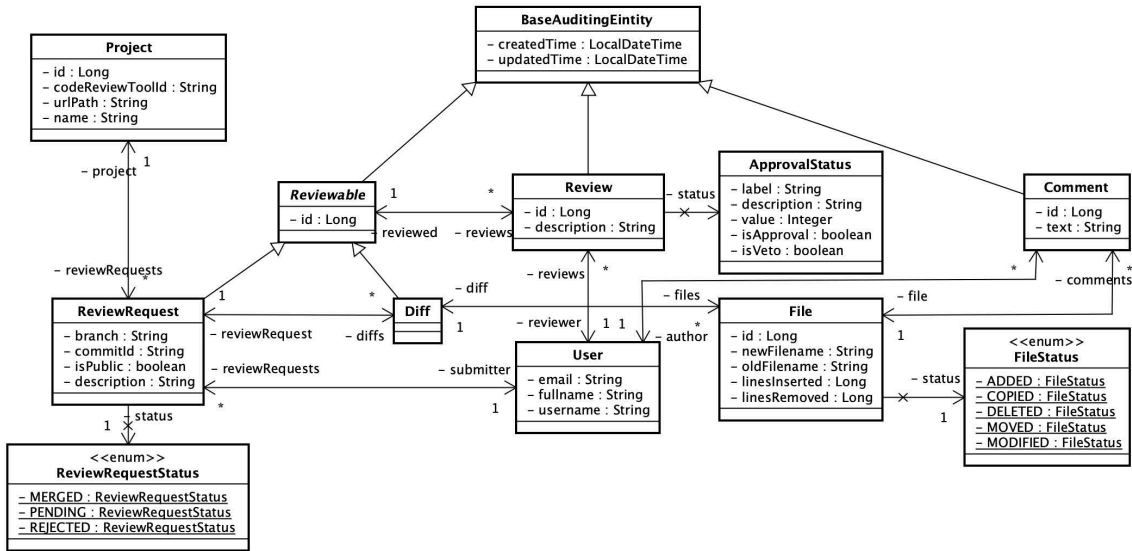 BaseAuditingEintity
- createdTime : LocalDateTime
- updatedTime : LocalDateTime
Project
- id : Long
- codeReviewToolId : String
- urlPath : String
- name : String
1
- project
- reviewRequests
*
Reviewable
- id : Long
1
- reviewed
*
- reviews
Review
- id : Long
- description : String
- status
ApprovalStatus
- label : String
- description : String
- value : Integer
- isApproval : boolean
- isVeto : boolean
Comment
- id : Long
- text : String
*
*
- comments
- reviews
*
- reviewer
1
1
- author
ReviewRequest
- branch : String
- commitId : String
- isPublic : boolean
- description : String
1
- reviewRequest
*
- diffs
Diff
- diff
1
- files
*
File
- id : Long
- newFilename : String
- oldFilename : String
- linesInserted : Long
- linesRemoved : Long
- file
1
- reviewRequests
*
- submitter
1
User
- email : String
- fullname : String
- username : String
- status
1
<<enum>>
FileStatus
- ADDED : FileStatus
- COPIED : FileStatus
- DELETED : FileStatus
- MOVED : FileStatus
- MODIFIED : FileStatus
- status
1
<<enum>>
ReviewRequestStatus
- MERGED : ReviewRequestStatus
- PENDING : ReviewRequestStatus
- REJECTED : ReviewRequestStatus